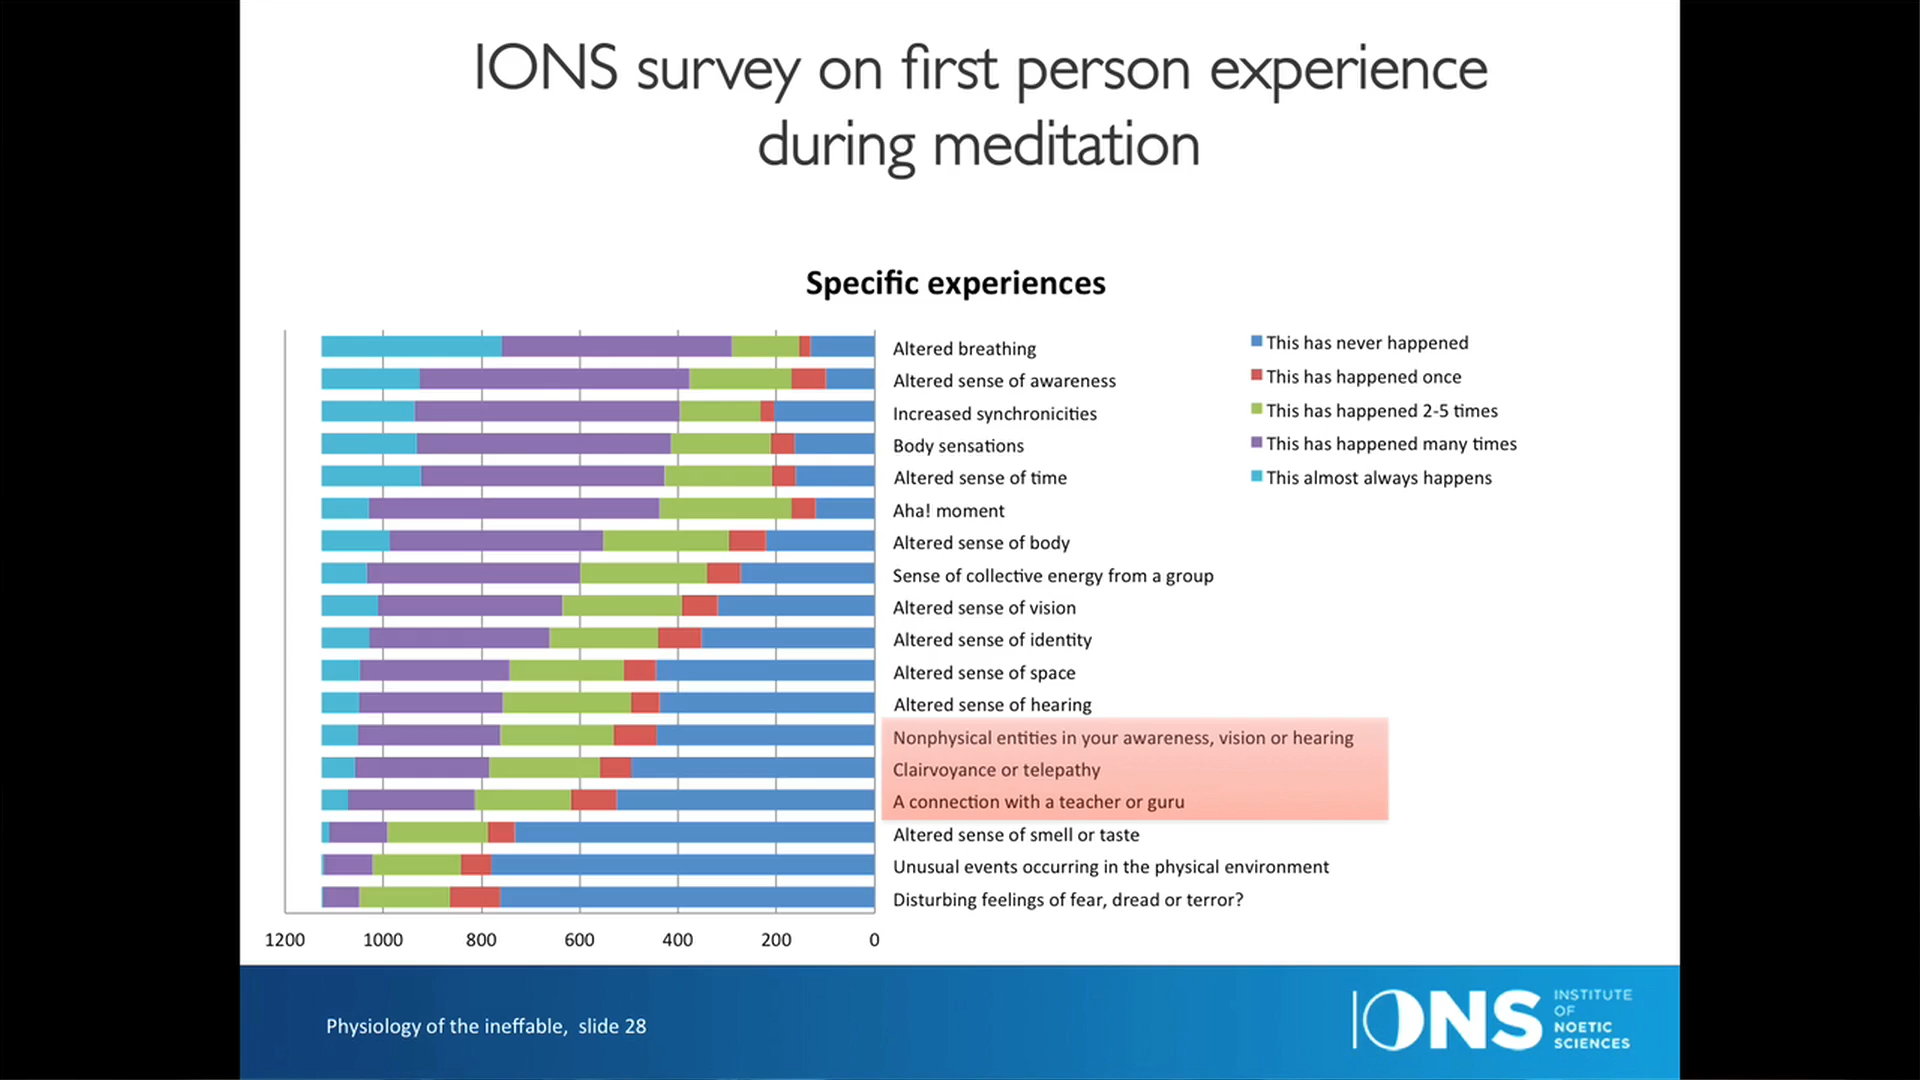 IONS survey on first person experience
during meditation
Specific experiences
Altered breathing
Altered sense of awareness
Increased synchronicities
Body sensations
Altered sense of time
Aha! moment
Altered sense of body
Sense of collective energy from a group
Altered sense of vision
Altered sense of identity
Altered sense of space
Altered sense of hearing
Nonphysical entities in your awareness, vision or hearing
Clairvoyance or telepathy
A connection with a teacher or guru
Altered sense of smell or taste
Unusual events occurring in the physical environment
Disturbing feelings of fear, dread or terror?
This has never happened
This has happened once
This has happened 2-5 times
This has happened many times
This almost always happens
1200 1000 800 600 400 200 0
Physiology of the ineffable, slide 28
IONS
INSTITUTE
OF
NOETIC
SCIENCES